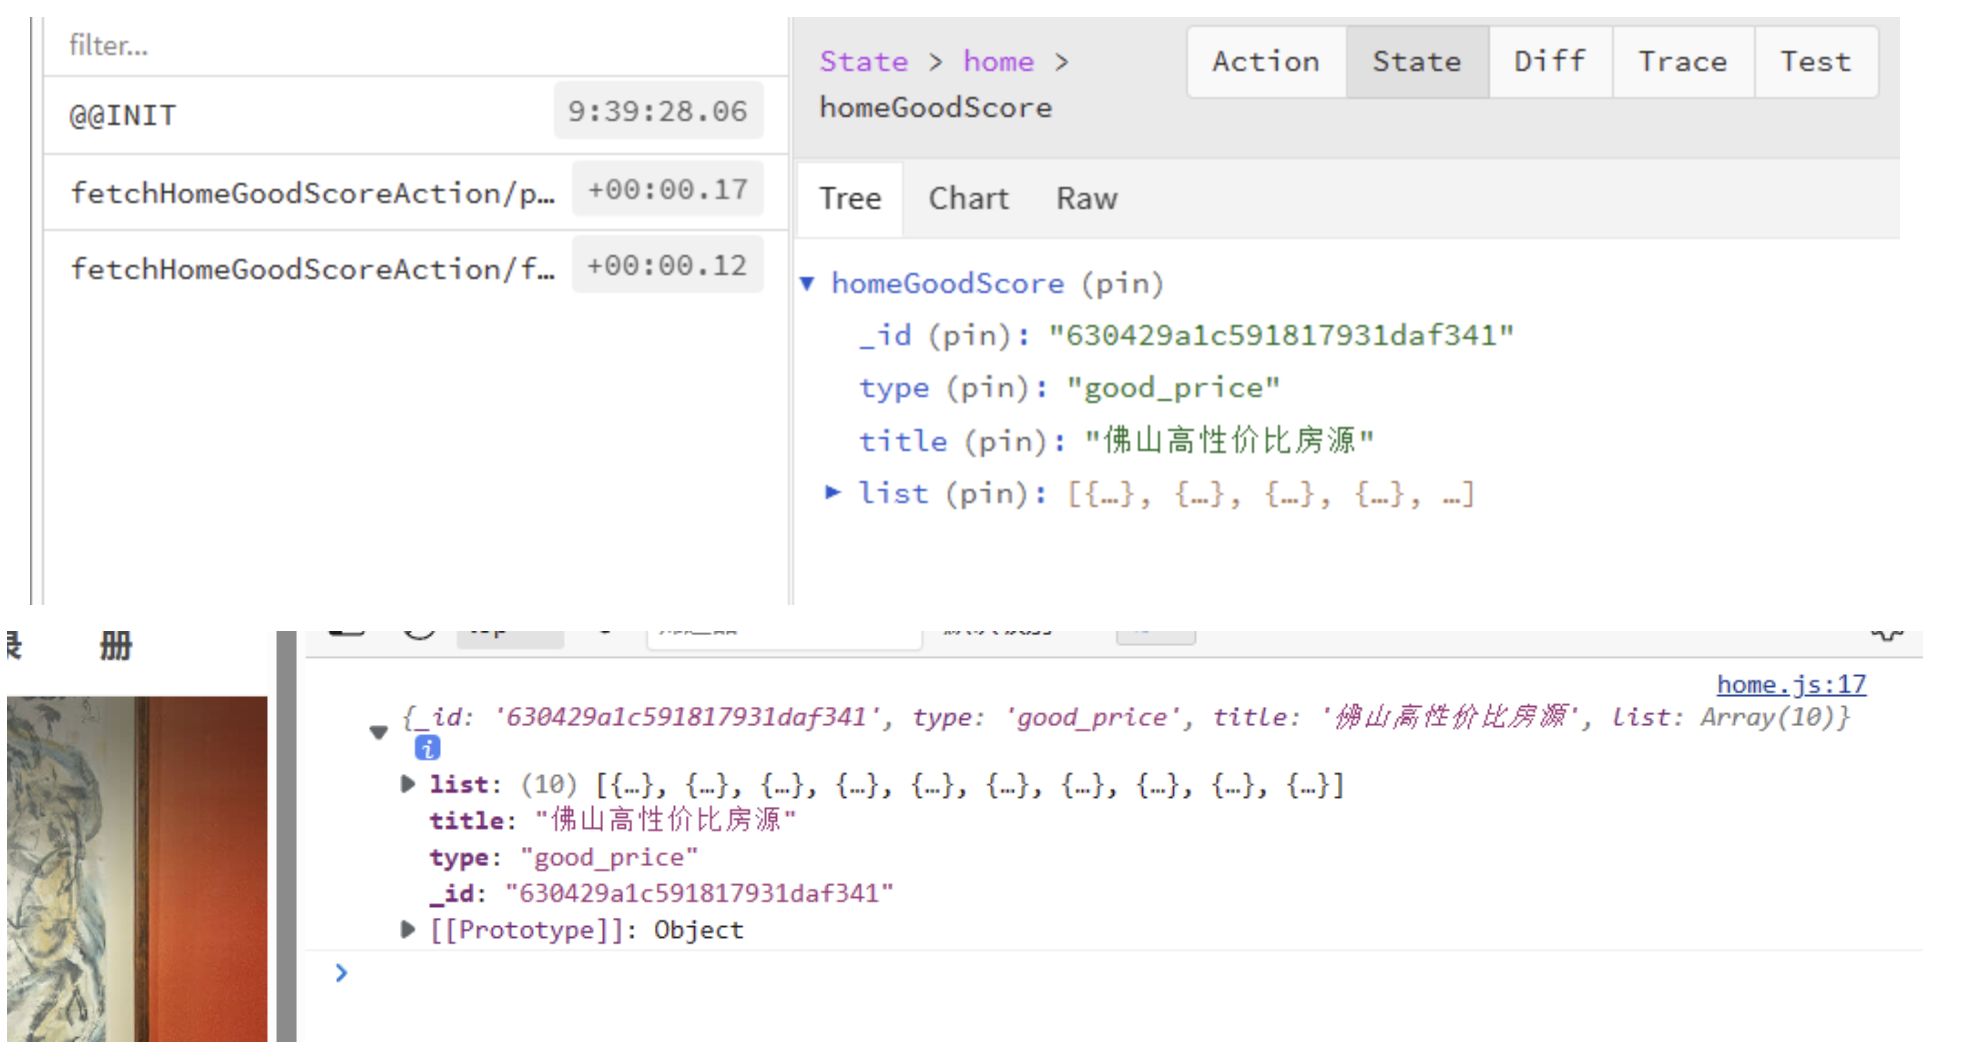 filter...
State > home >
homeGoodScore
Action State Diff Trace Test
@@INIT 9:39:28.06
fetchHomeGoodScoreAction/p… +00:00.17
fetchHomeGoodScoreAction/f… +00:00.12
Tree Chart Raw
▼ homeGoodScore (pin)
_id (pin): "630429a1c591817931daf341"
type (pin): "good_price"
title (pin): "佛山高性价比房源"
▶ list (pin): [{…}, {…}, {…}, {…}, …]
册
home.js:17
▼ {_id: '630429a1c591817931daf341', type: 'good_price', title: '佛山高性价比房源', list: Array(10)}
i
▶ list: (10) [{…}, {…}, {…}, {…}, {…}, {…}, {…}, {…}, {…}, {…}]
title: "佛山高性价比房源"
type: "good_price"
_id: "630429a1c591817931daf341"
▶ [[Prototype]]: Object
>